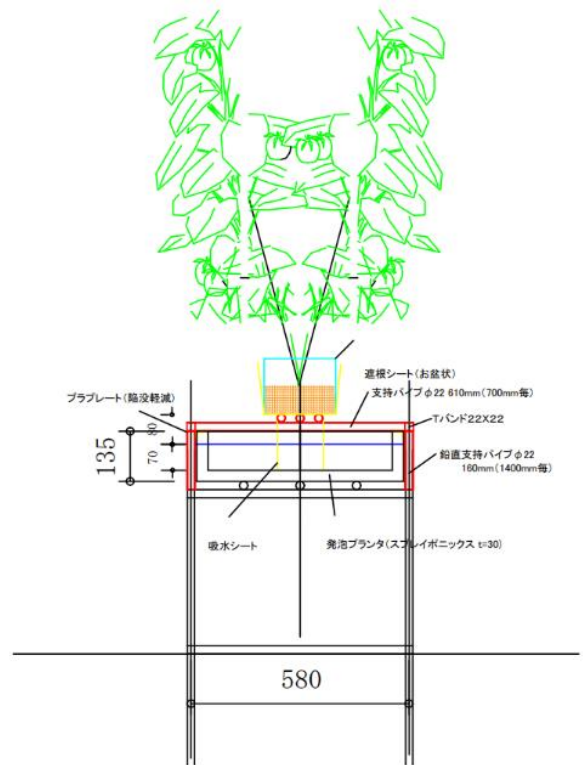 遮根シート(お盆状)
支持パイプφ22 610mm(700mm毎)
プラプレート(陥没軽減)
Tバンド22X22
80
135
70
鉛直支持パイプφ22
160mm(1400mm毎)
吸水シート
発泡プランタ(スプレイポニックス t=30)
580